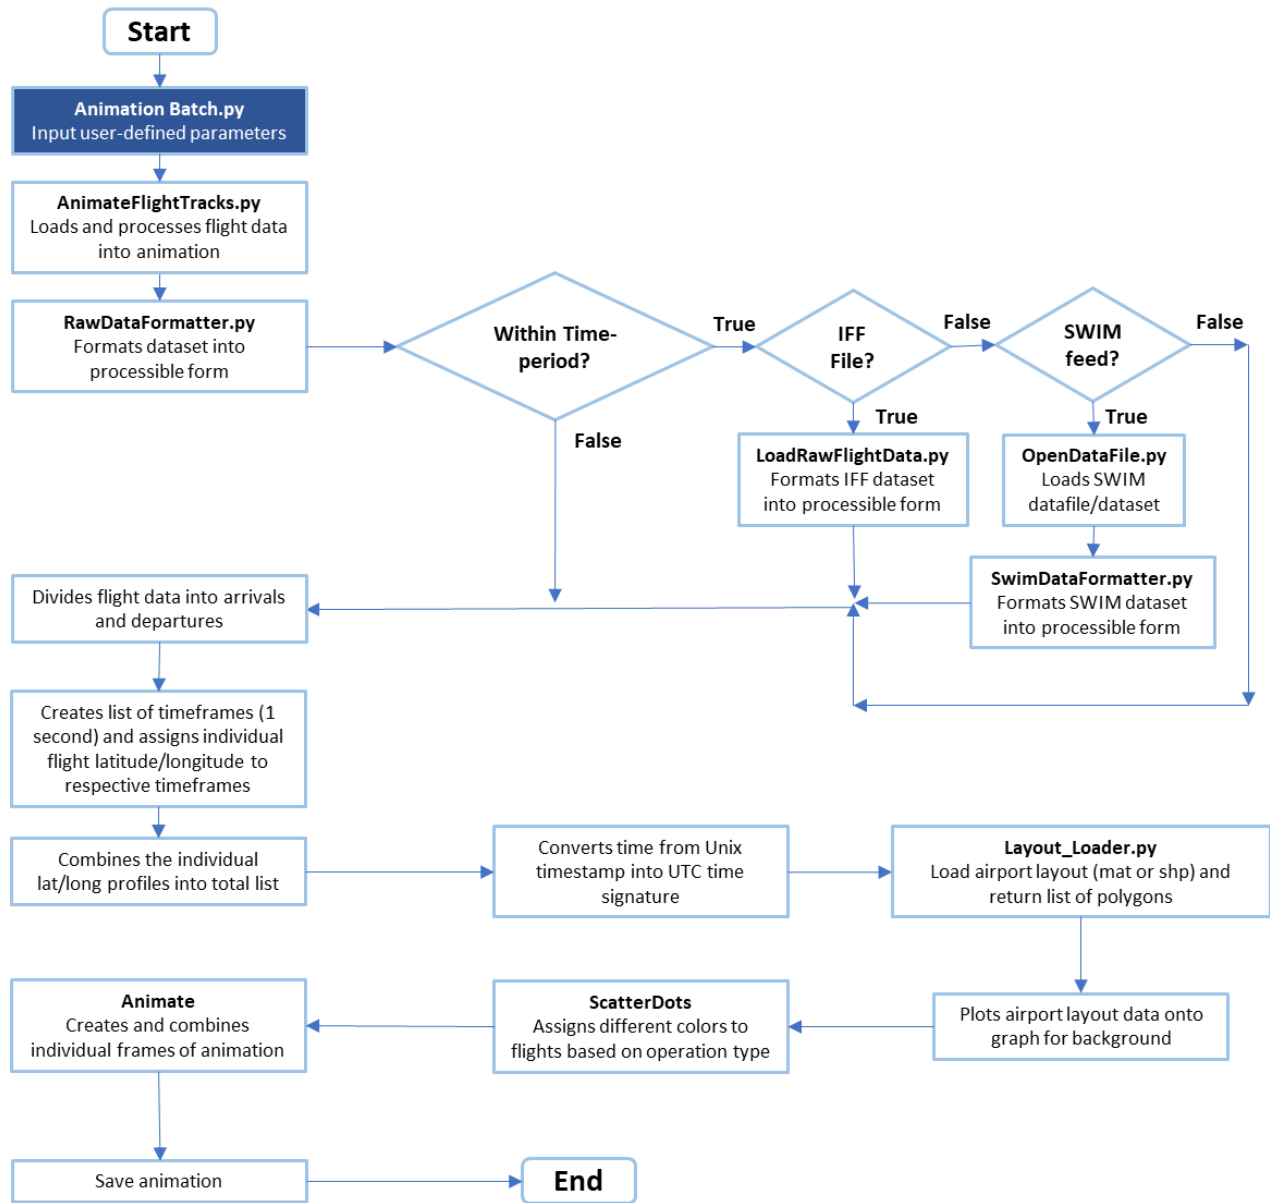 Start
Animation Batch.py
Input user-defined parameters
AnimateFlightTracks.py
Loads and processes flight data
into animation
RawDataFormatter.py
Formats dataset into
processible form
Within Time-
period?
True
False
IFF
File?
False
True
SWIM
feed?
False
True
LoadRawFlightData.py
Formats IFF dataset
into processible form
OpenDataFile.py
Loads SWIM
datafile/dataset
SwimDataFormatter.py
Formats SWIM dataset
into processible form
Divides flight data into arrivals
and departures
Creates list of timeframes (1
second) and assigns individual
flight latitude/longitude to
respective timeframes
Combines the individual
lat/long profiles into total list
Converts time from Unix
timestamp into UTC time
signature
Layout_Loader.py
Load airport layout (mat or shp) and
return list of polygons
Plots airport layout data onto
graph for background
ScatterDots
Assigns different colors to
flights based on operation type
Animate
Creates and combines
individual frames of animation
Save animation
End